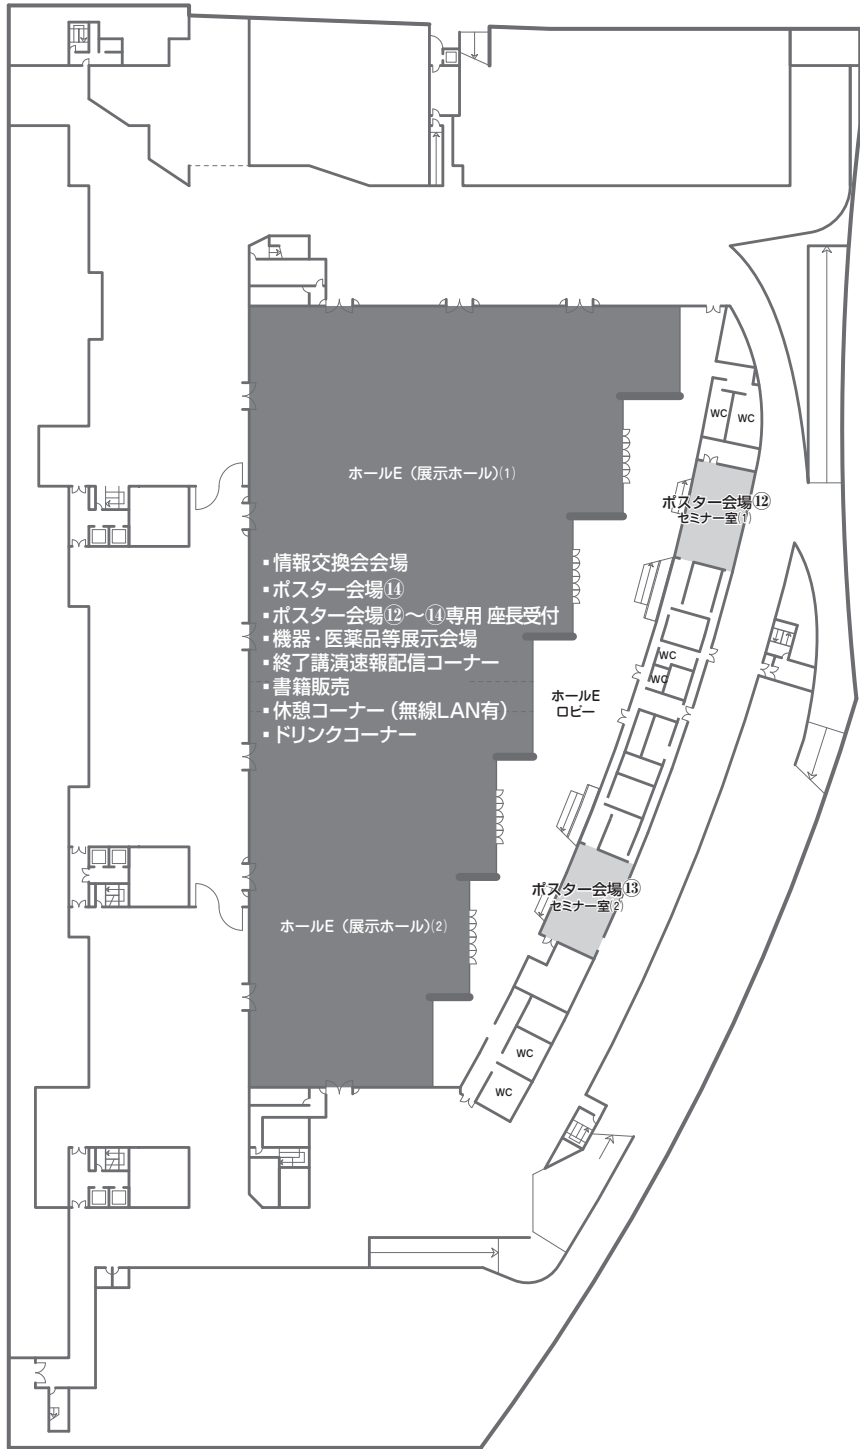 WC
WC
ホールE（展示ホール）⑴
ポスター会場⑫
セミナー室⑴
▪情報交換会会場
▪ポスター会場⑭
▪ポスター会場⑫～⑭専用 座長受付
▪機器・医薬品等展示会場
▪終了講演速報配信コーナー
▪書籍販売
▪休憩コーナー（無線LAN有）
▪ドリンクコーナー
WC
WC
ホールE
ロビー
ポスター会場⑬
セミナー室⑵
ホールE（展示ホール）⑵
WC
WC